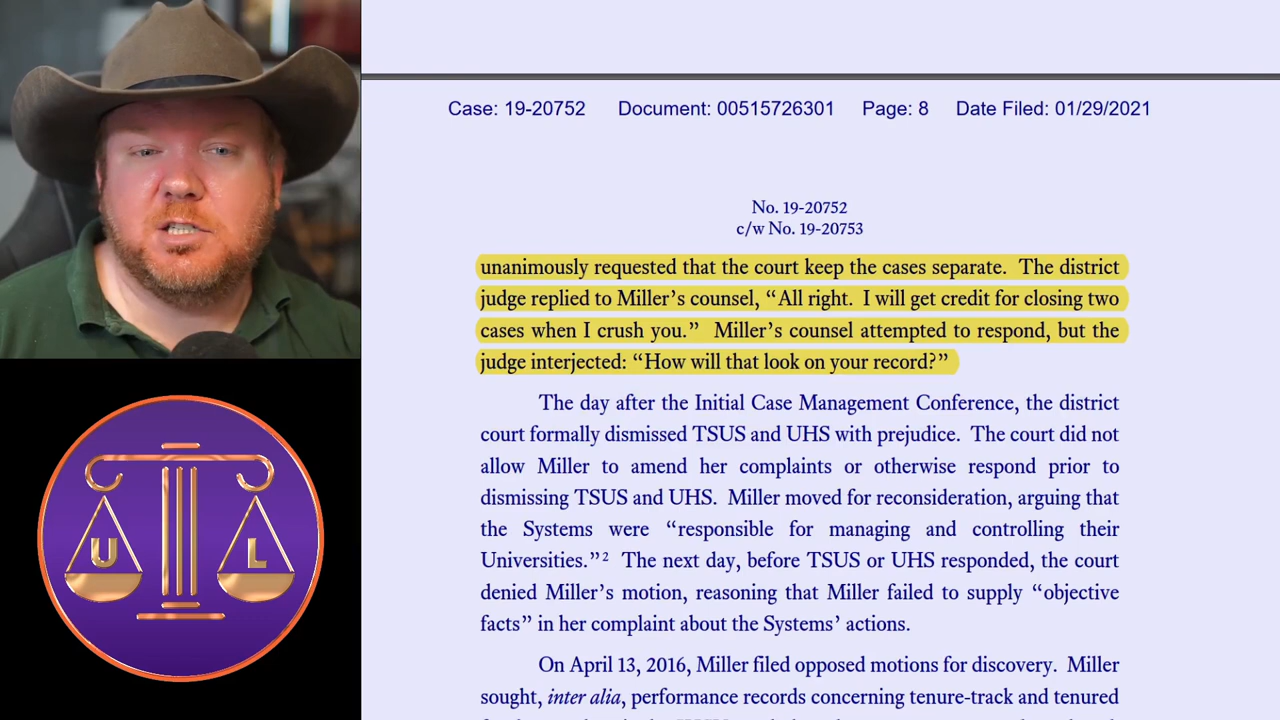 Case: 19-20752 Document: 00515726301 Page: 8 Date Filed: 01/29/2021
No. 19-20752
c/w No. 19-20753
unanimously requested that the court keep the cases separate. The district
judge replied to Miller’s counsel, “All right. I will get credit for closing two
cases when I crush you.” Miller’s counsel attempted to respond, but the
judge interjected: “How will that look on your record?”
The day after the Initial Case Management Conference, the district
court formally dismissed TSUS and UHS with prejudice. The court did not
allow Miller to amend her complaints or otherwise respond prior to
dismissing TSUS and UHS. Miller moved for reconsideration, arguing that
the Systems were “responsible for managing and controlling their
Universities.”² The next day, before TSUS or UHS responded, the court
denied Miller’s motion, reasoning that Miller failed to supply “objective
facts” in her complaint about the Systems’ actions.
On April 13, 2016, Miller filed opposed motions for discovery. Miller
sought, inter alia, performance records concerning tenure-track and tenured
U L